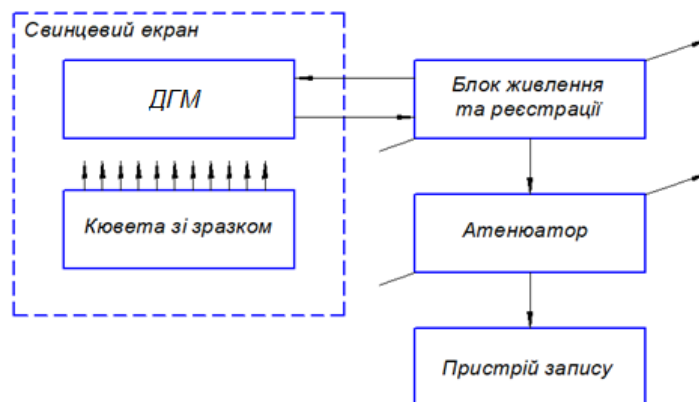 Свинцевий екран
ДГМ
Блок живлення
та реєстрації
Кювета зі зразком
Атенюатор
Пристрій запису